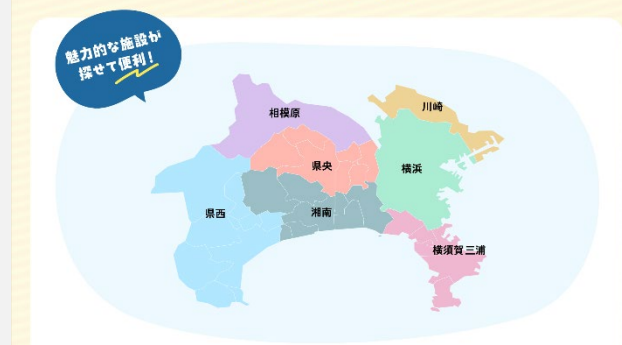 魅力的な施設が
探せて便利！
川崎
相模原
県央
横浜
県西
湘南
横須賀三浦